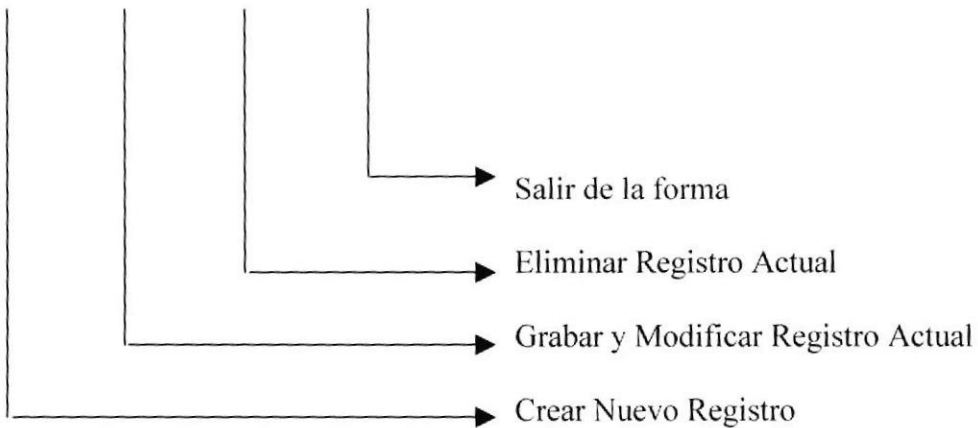 Salir de la forma
Eliminar Registro Actual
Grabar y Modificar Registro Actual
Crear Nuevo Registro